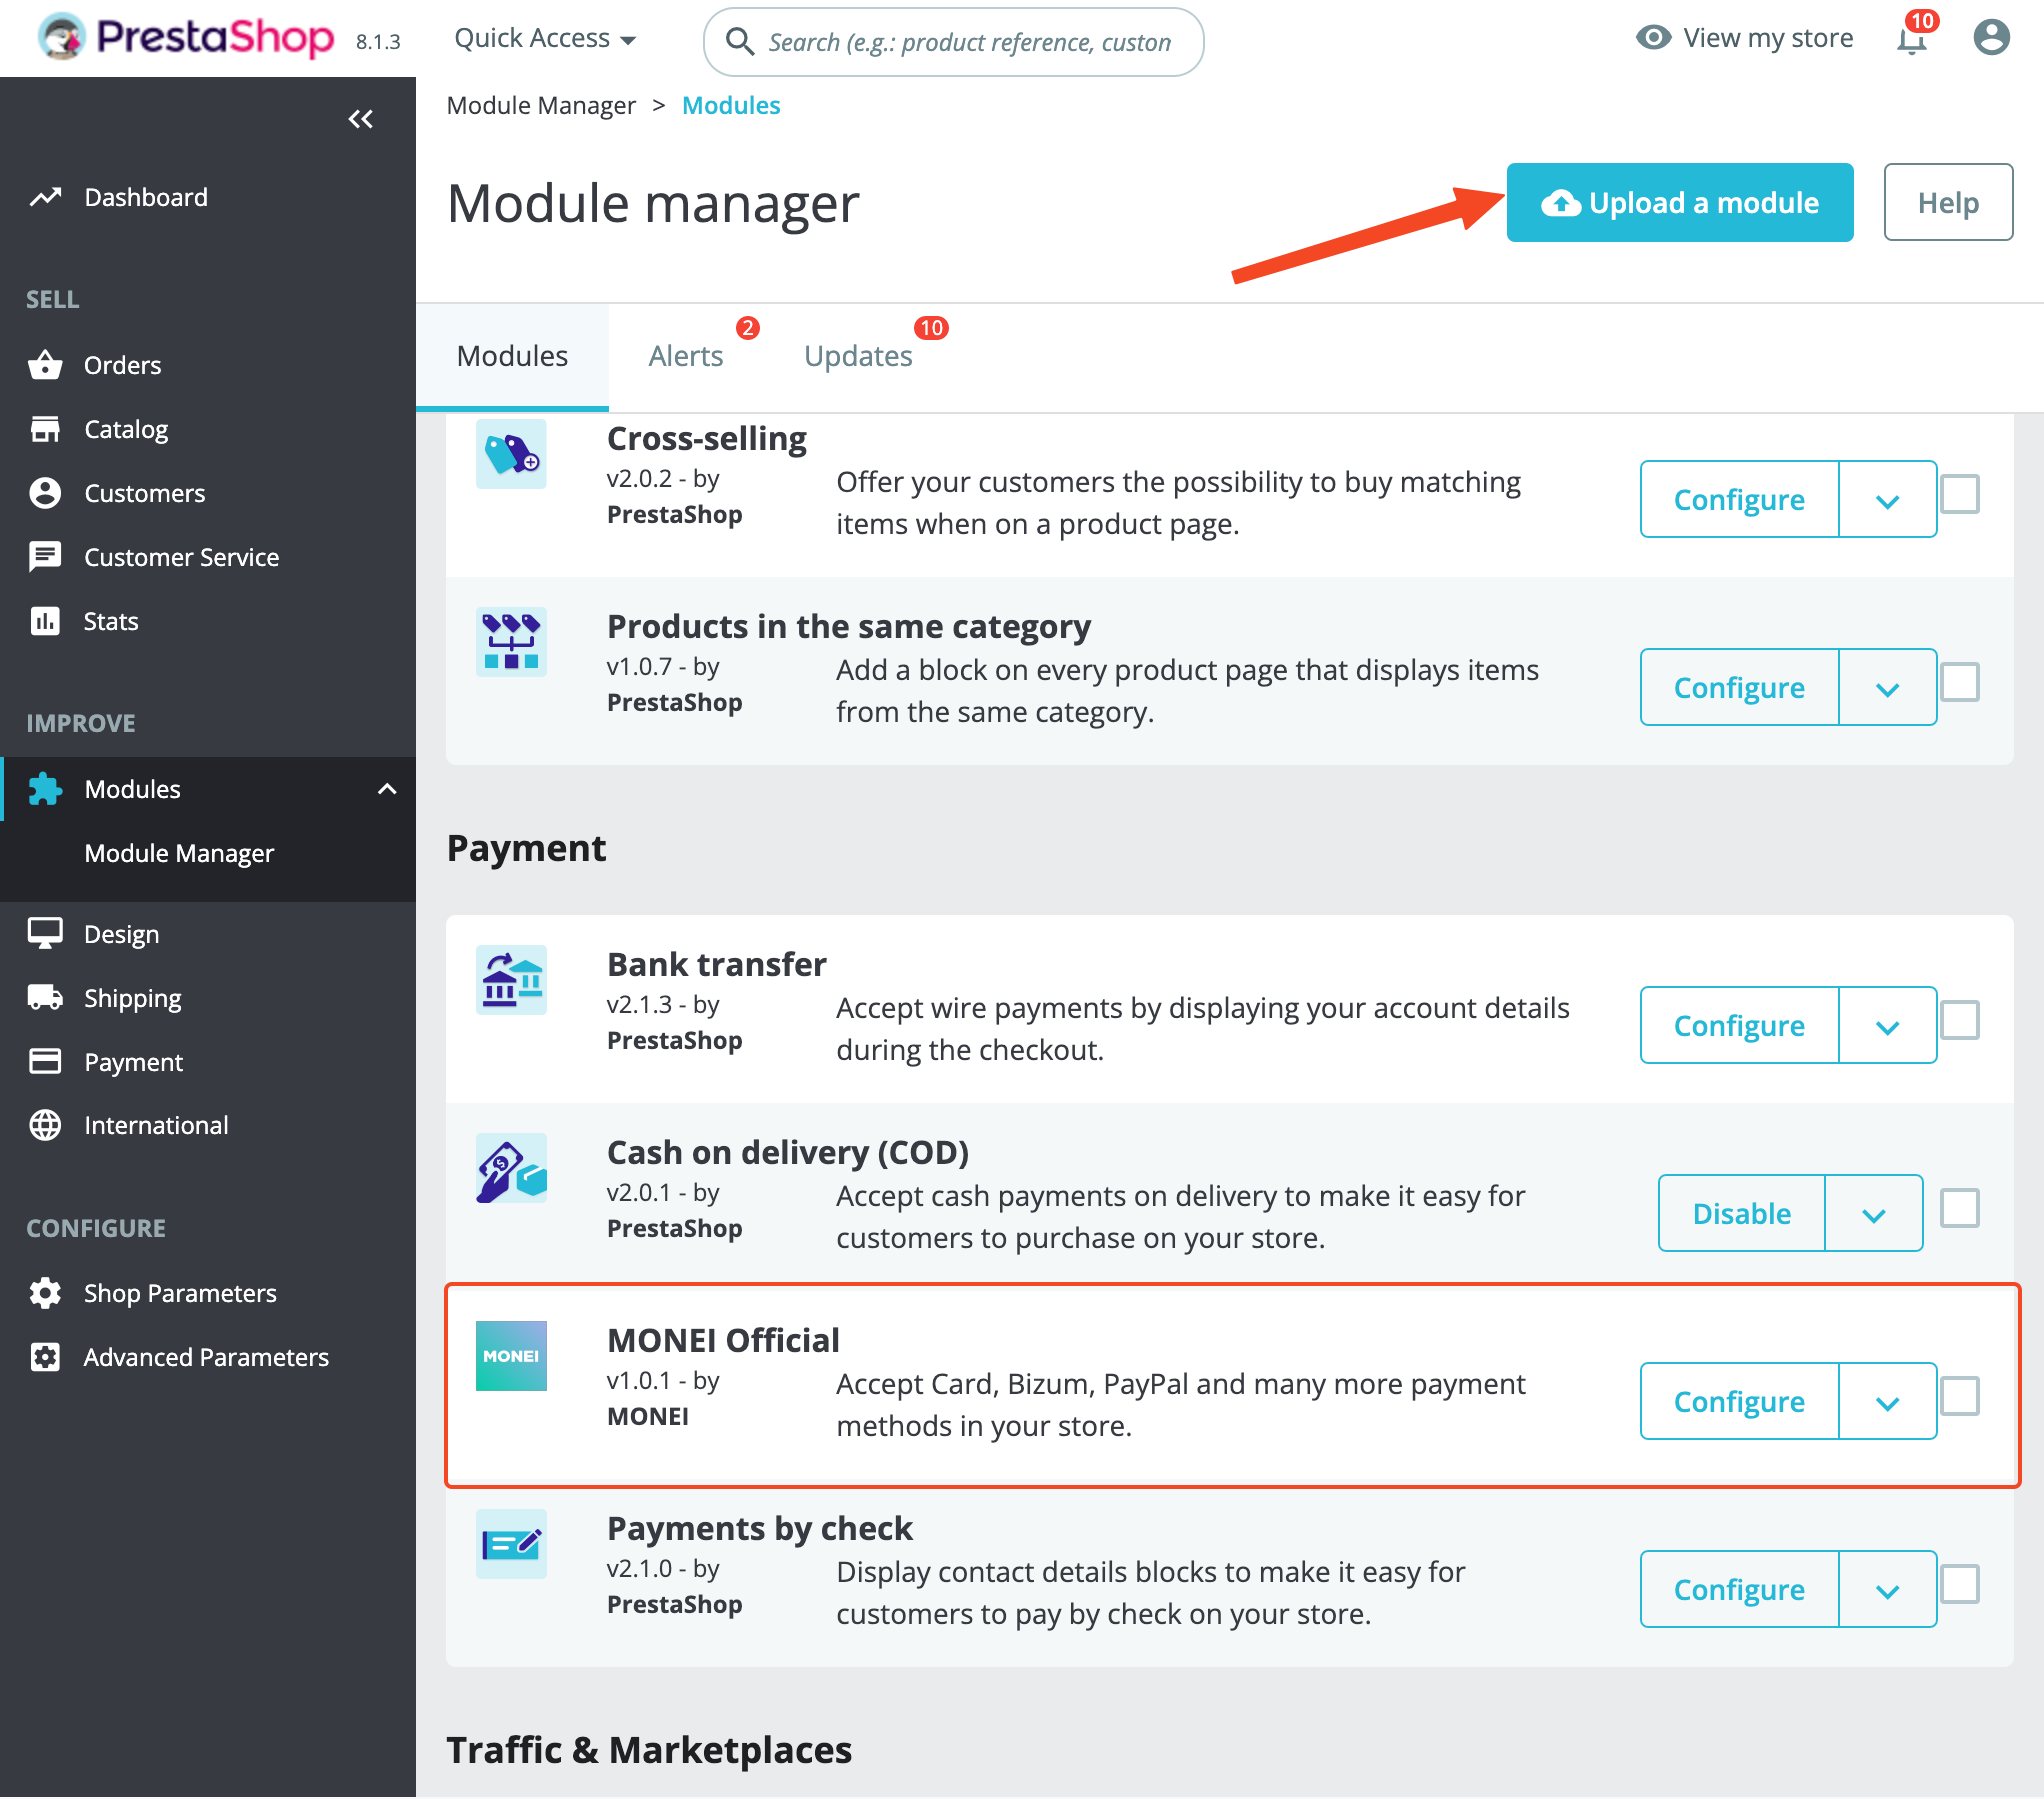 PrestaShop 8.1.3 Quick Access Search (e.g.: product reference, custon View my store 10
Module Manager > Modules
Module manager
Upload a module
Help
Dashboard
SELL
Orders
Catalog
Customers
Customer Service
Stats
IMPROVE
Modules
Module Manager
Design
Shipping
Payment
International
CONFIGURE
Shop Parameters
Advanced Parameters
Modules
Alerts 2
Updates 10
Cross-selling
v2.0.2 - by
PrestaShop
Offer your customers the possibility to buy matching
items when on a product page.
Configure
Products in the same category
v1.0.7 - by
PrestaShop
Add a block on every product page that displays items
from the same category.
Configure
Payment
Bank transfer
v2.1.3 - by
PrestaShop
Accept wire payments by displaying your account details
during the checkout.
Configure
Cash on delivery (COD)
v2.0.1 - by
PrestaShop
Accept cash payments on delivery to make it easy for
customers to purchase on your store.
Disable
MONEI
MONEI Official
v1.0.1 - by
MONEI
Accept Card, Bizum, PayPal and many more payment
methods in your store.
Configure
Payments by check
v2.1.0 - by
PrestaShop
Display contact details blocks to make it easy for
customers to pay by check on your store.
Configure
Traffic & Marketplaces